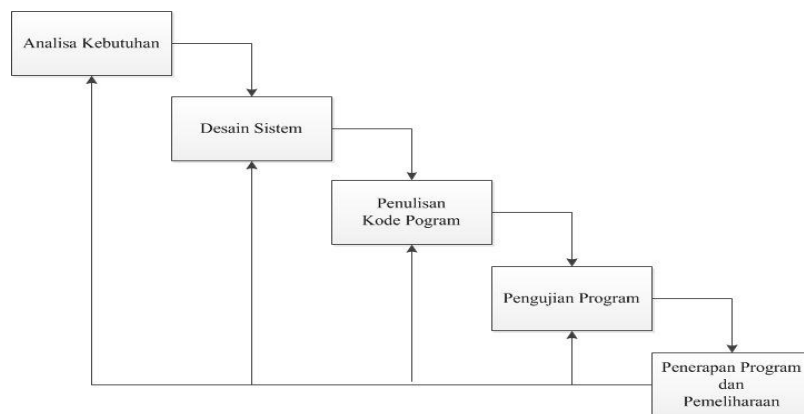 Analisa Kebutuhan
Desain Sistem
Penulisan
Kode Pogram
Pengujian Program
Penerapan Program
dan
Pemeliharaan